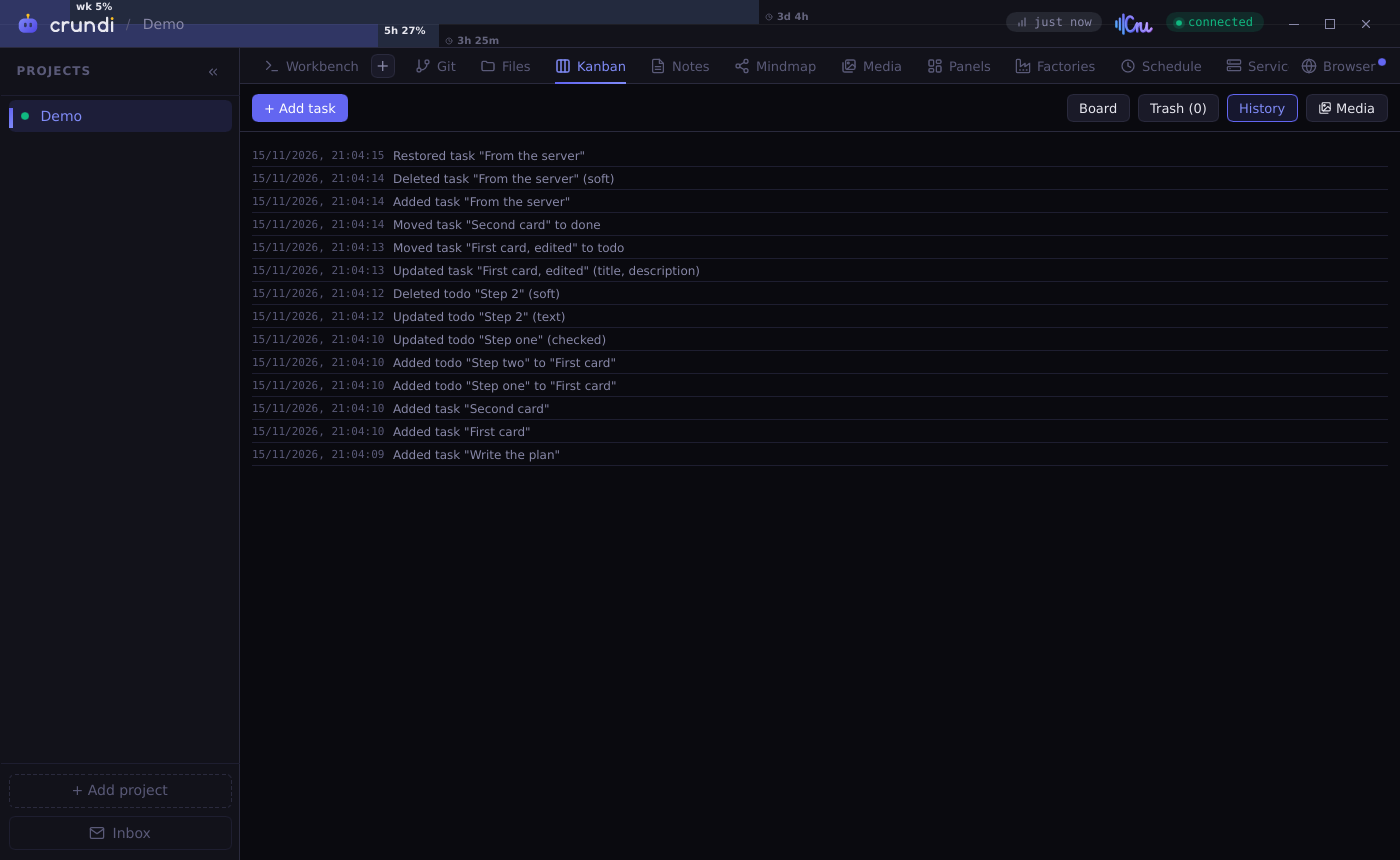 wk 5%
3d 4h
crundi / Demo
5h 27%
3h 25m
just now
Cru
connected
PROJECTS «
Workbench + Git Files Kanban Notes Mindmap Media Panels Factories Schedule Servic Browser
Demo
+ Add task Board Trash (0) History Media
15/11/2026, 21:04:15 Restored task "From the server"
15/11/2026, 21:04:14 Deleted task "From the server" (soft)
15/11/2026, 21:04:14 Added task "From the server"
15/11/2026, 21:04:14 Moved task "Second card" to done
15/11/2026, 21:04:13 Moved task "First card, edited" to todo
15/11/2026, 21:04:13 Updated task "First card, edited" (title, description)
15/11/2026, 21:04:12 Deleted todo "Step 2" (soft)
15/11/2026, 21:04:12 Updated todo "Step 2" (text)
15/11/2026, 21:04:10 Updated todo "Step one" (checked)
15/11/2026, 21:04:10 Added todo "Step two" to "First card"
15/11/2026, 21:04:10 Added todo "Step one" to "First card"
15/11/2026, 21:04:10 Added task "Second card"
15/11/2026, 21:04:10 Added task "First card"
15/11/2026, 21:04:09 Added task "Write the plan"
+ Add project
Inbox